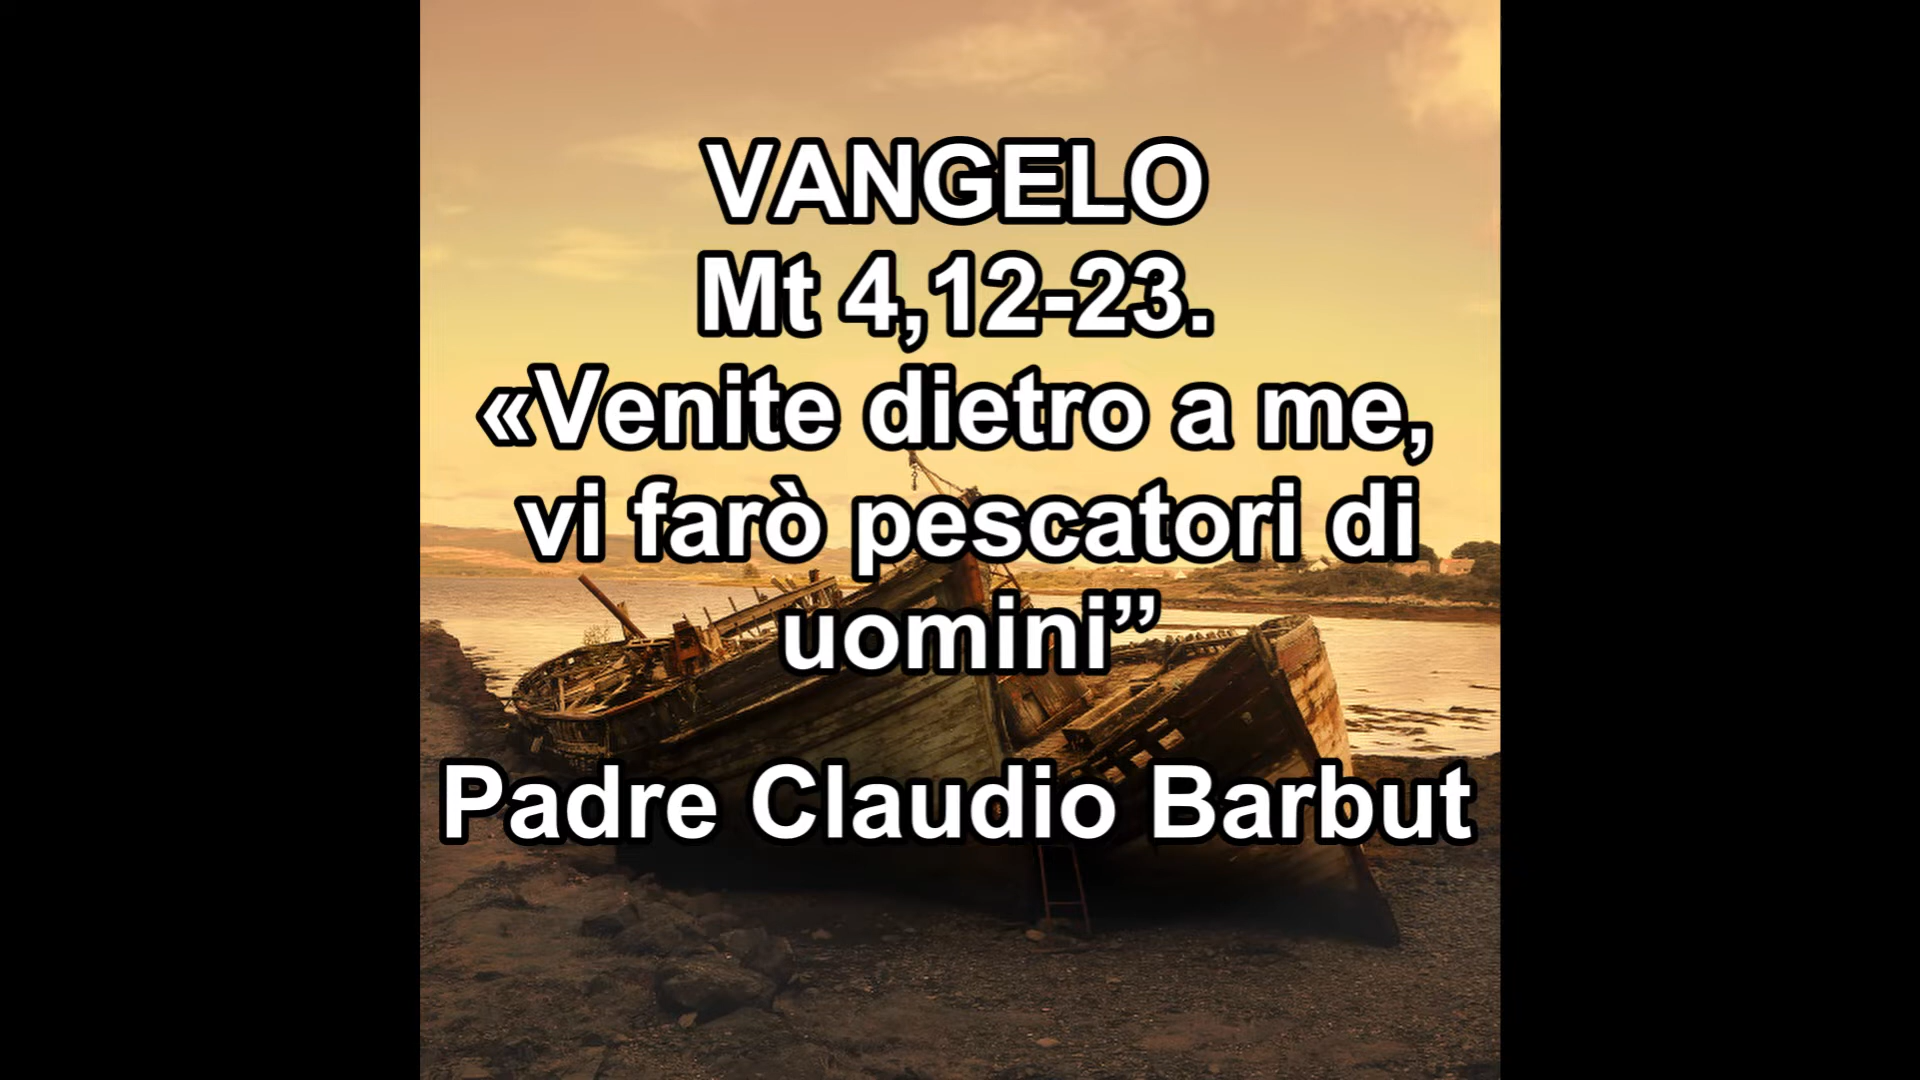 VANGELO
Mt 4,12-23.
«Venite dietro a me,
vi farò pescatori di
uomini”
Padre Claudio Barbut